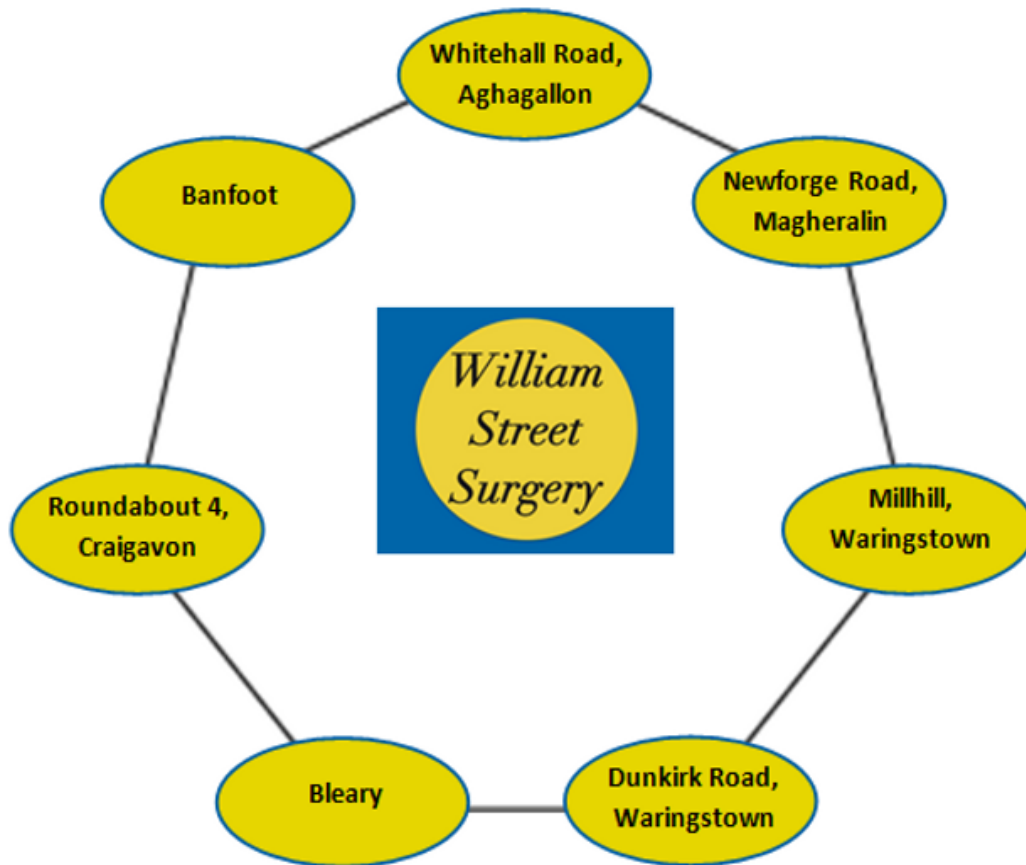 Whitehall Road,
Aghagallon
Banfoot
Newforge Road,
Magheralin
William
Street
Surgery
Roundabout 4,
Craigavon
Millhill,
Waringstown
Bleary
Dunkirk Road,
Waringstown